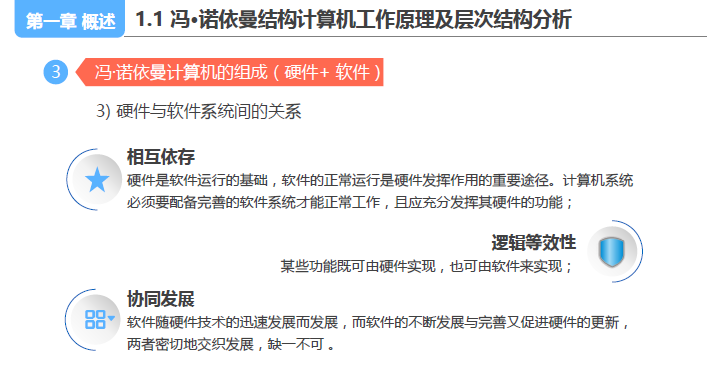 第一章 概述
1.1 冯•诺依曼结构计算机工作原理及层次结构分析
3
冯·诺依曼计算机的组成（硬件+ 软件）
3) 硬件与软件系统间的关系
相互依存
硬件是软件运行的基础，软件的正常运行是硬件发挥作用的重要途径。计算机系统
必须要配备完善的软件系统才能正常工作，且应充分发挥其硬件的功能；
逻辑等效性
某些功能既可由硬件实现，也可由软件来实现；
协同发展
软件随硬件技术的迅速发展而发展，而软件的不断发展与完善又促进硬件的更新，
两者密切地交织发展，缺一不可 。